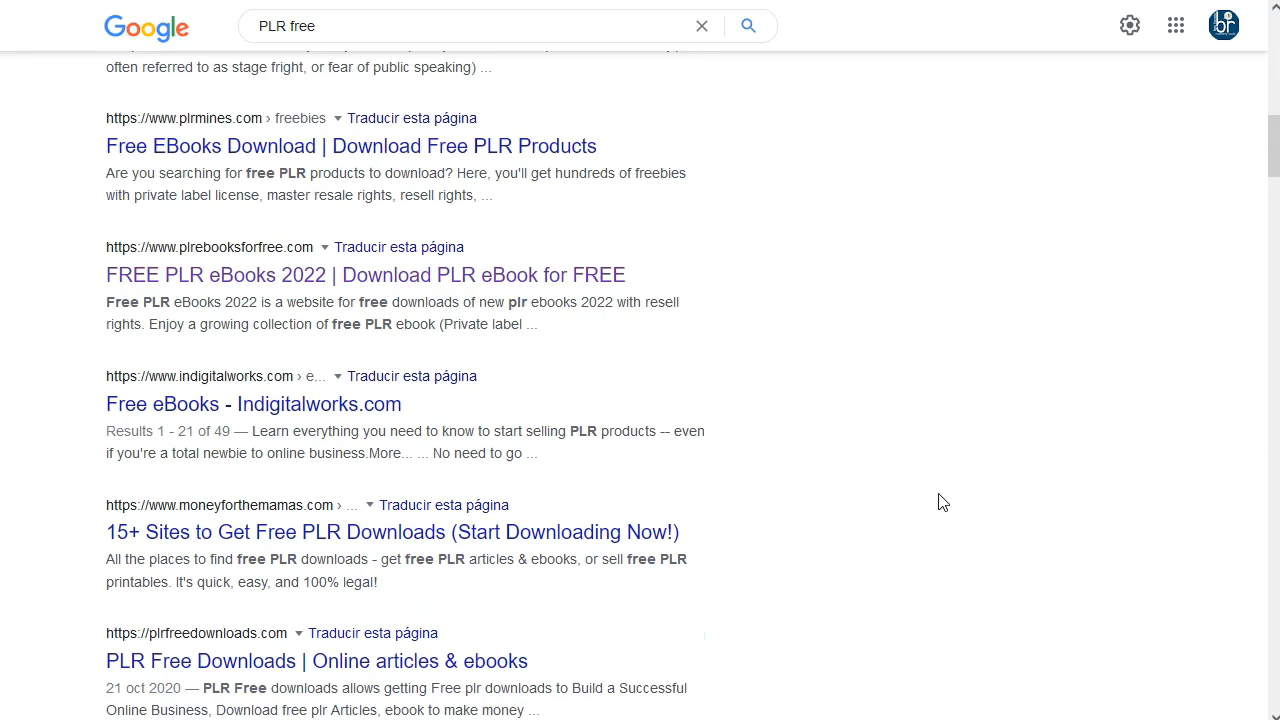 Google
PLR free
often referred to as stage fright, or fear of public speaking) ...
https://www.plrmines.com › freebies Traducir esta página
Free EBooks Download | Download Free PLR Products
Are you searching for free PLR products to download? Here, you'll get hundreds of freebies
with private label license, master resale rights, resell rights, ...
https://www.plrebooksforfree.com Traducir esta página
FREE PLR eBooks 2022 | Download PLR eBook for FREE
Free PLR eBooks 2022 is a website for free downloads of new plr ebooks 2022 with resell
rights. Enjoy a growing collection of free PLR ebook (Private label ...
https://www.indigitalworks.com › e... Traducir esta página
Free eBooks - Indigitalworks.com
Results 1 - 21 of 49 — Learn everything you need to know to start selling PLR products -- even
if you're a total newbie to online business.More... ... No need to go ...
https://www.moneyforthemamas.com › ... Traducir esta página
15+ Sites to Get Free PLR Downloads (Start Downloading Now!)
All the places to find free PLR downloads - get free PLR articles & ebooks, or sell free PLR
printables. It's quick, easy, and 100% legal!
https://plrfreedownloads.com Traducir esta página
PLR Free Downloads | Online articles & ebooks
21 oct 2020 — PLR Free downloads allows getting Free plr downloads to Build a Successful
Online Business, Download free plr Articles, ebook to make money ...